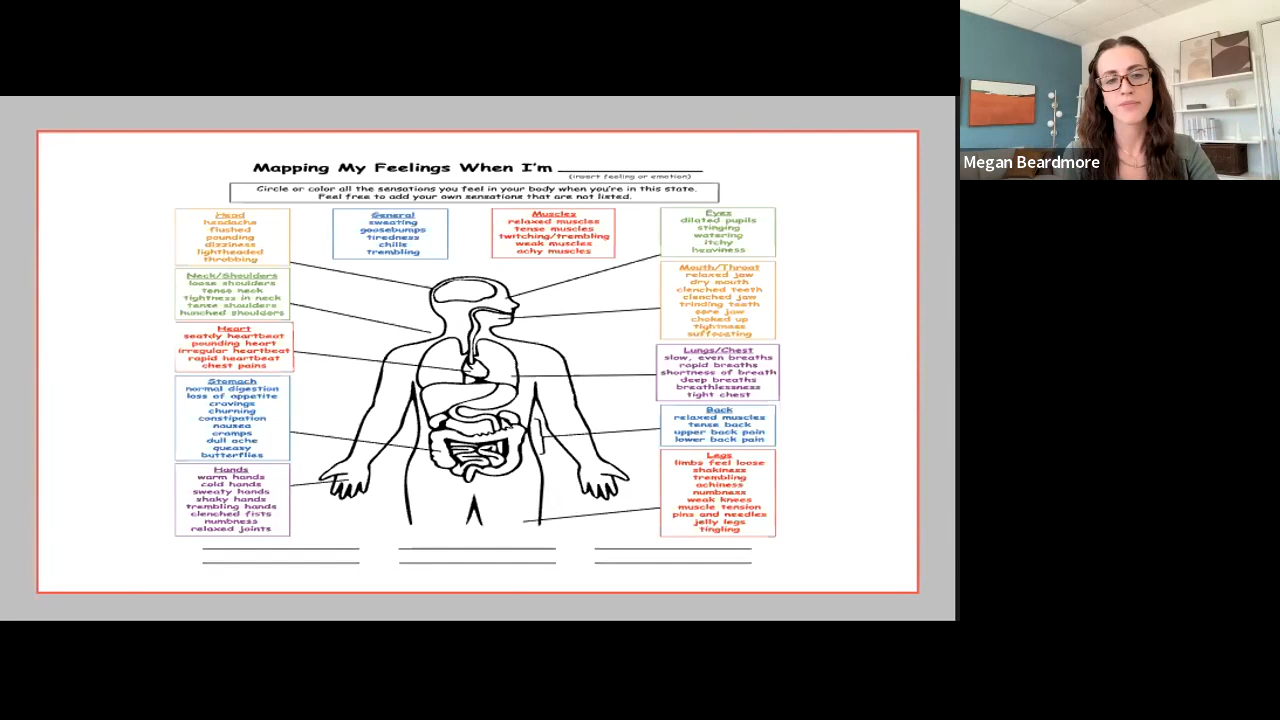 Megan Beardmore
Mapping My Feelings When I'm
(insert feeling or emotion)
Circle or color all the sensations you feel in your body when you're in this state.
Feel free to add your own sensations that are not listed.
Head
headache
flushed
pounding
dizziness
lightheaded
throbbing
General
sweating
goosebumps
tiredness
chills
trembling
Muscles
relaxed muscles
tense muscles
twitching/trembling
weak muscles
achy muscles
Eyes
dilated pupils
stinging
watering
itchy
heaviness
Neck/Shoulders
loose shoulders
tense neck
tightness in neck
tense shoulders
hunched shoulders
Mouth/Throat
relaxed jaw
dry mouth
clenched teeth
clenched jaw
trinding teeth
sore jaw
choked up
tightness
suffocating
Heart
seatdy heartbeat
pounding heart
irregular heartbeat
rapid heartbeat
chest pains
Lungs/Chest
slow, even breaths
rapid breaths
shortness of breath
deep breaths
breathlessness
tight chest
Stomach
normal digestion
loss of appetite
cravings
churning
constipation
nausea
cramps
dull ache
queasy
butterflies
Back
relaxed muscles
tense back
upper back pain
lower back pain
Hands
warm hands
cold hands
sweaty hands
shaky hands
trembling hands
clenched fists
numbness
relaxed joints
Legs
limbs feel loose
shakiness
trembling
achiness
numbness
weak knees
muscle tension
pins and needles
jelly legs
tingling